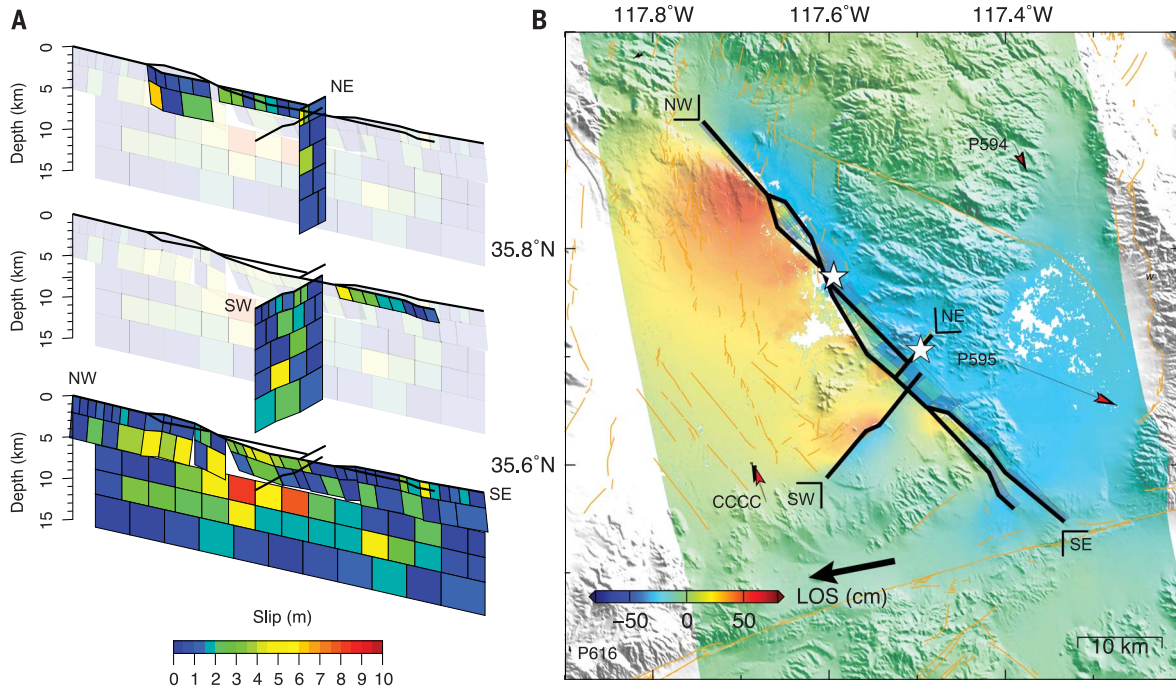 A
0
5
10
15
Depth (km)
NE
0
5
10
15
Depth (km)
SW
NW
0
5
10
15
Depth (km)
SE
Slip (m)
0 1 2 3 4 5 6 7 8 9 10
B
117.8˚W 117.6˚W 117.4˚W
35.8˚N
35.6˚N
NW
P594
NE
P595
CCCC
SW
SE
LOS (cm)
−50 0 50
P616
10 km